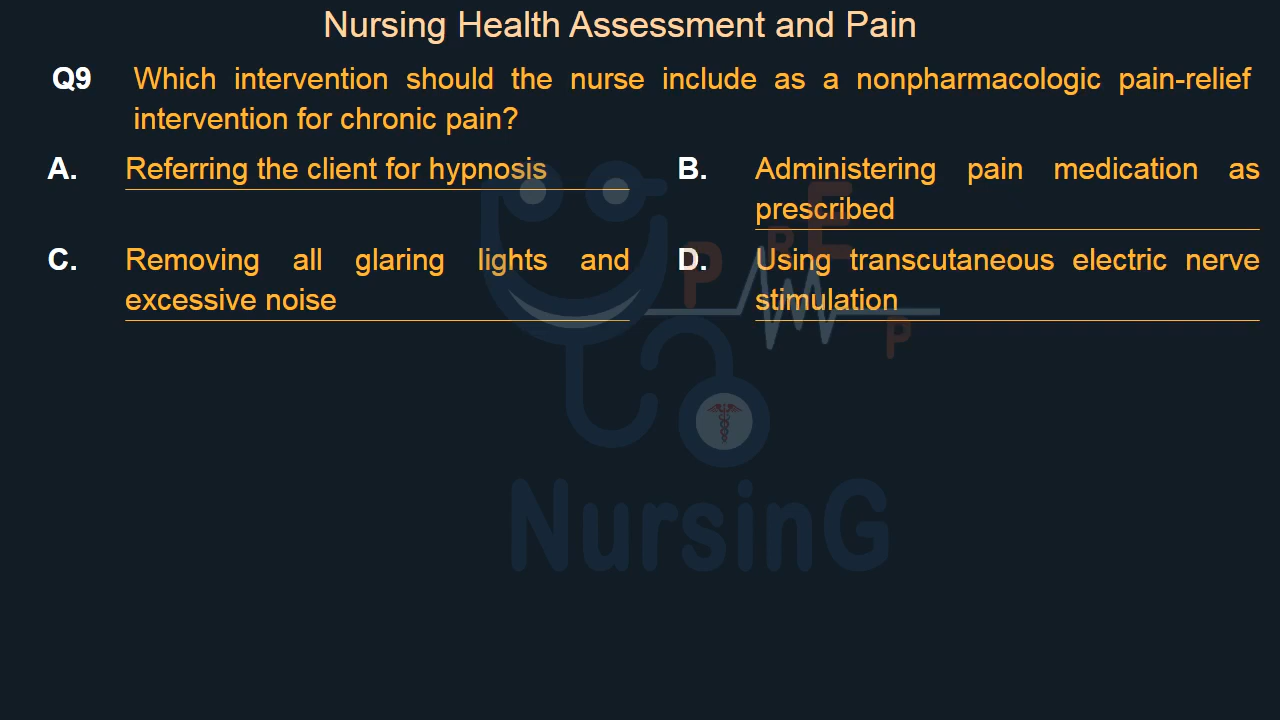 Nursing Health Assessment and Pain
Q9 Which intervention should the nurse include as a nonpharmacologic pain-relief
intervention for chronic pain?
A. Referring the client for hypnosis
B. Administering pain medication as
prescribed
C. Removing all glaring lights and
excessive noise
D. Using transcutaneous electric nerve
stimulation
P P E P
NursinG